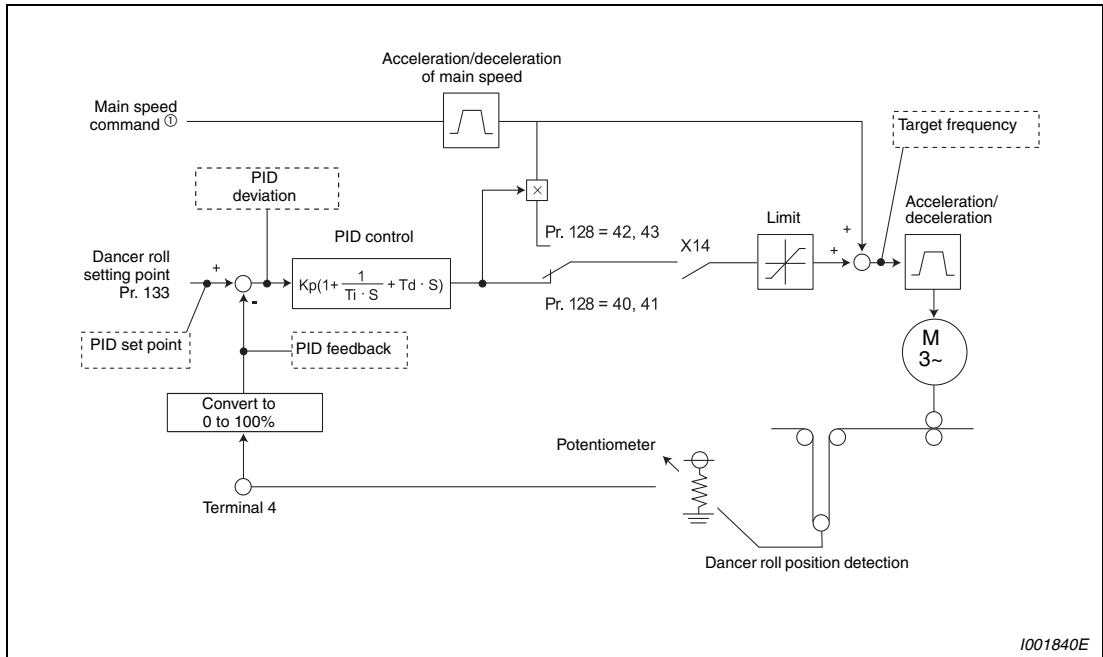 Acceleration/deceleration
of main speed
Main speed
command ①
Target frequency
PID
deviation
Acceleration/
deceleration
Limit
PID control
Pr. 128 = 42, 43
X14
×
+
+
Dancer roll
setting point
Pr. 133
+
-
Kp(1+ 1/(Ti · S) + Td · S)
Pr. 128 = 40, 41
PID set point
PID feedback
M
3~
Convert to
0 to 100%
Potentiometer
Terminal 4
Dancer roll position detection
I001840E